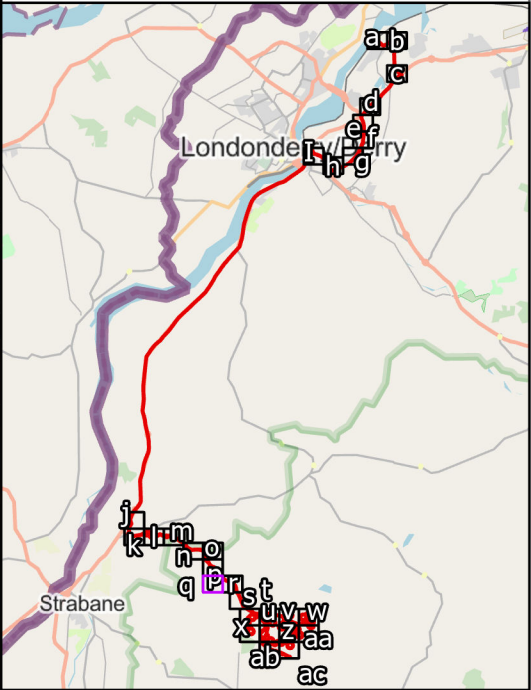 a b
c
d
e f
Londonderry/Derry
I h g
j
k l m
n o
p
q r
s t
u v w
x z aa
ab
ac
Strabane